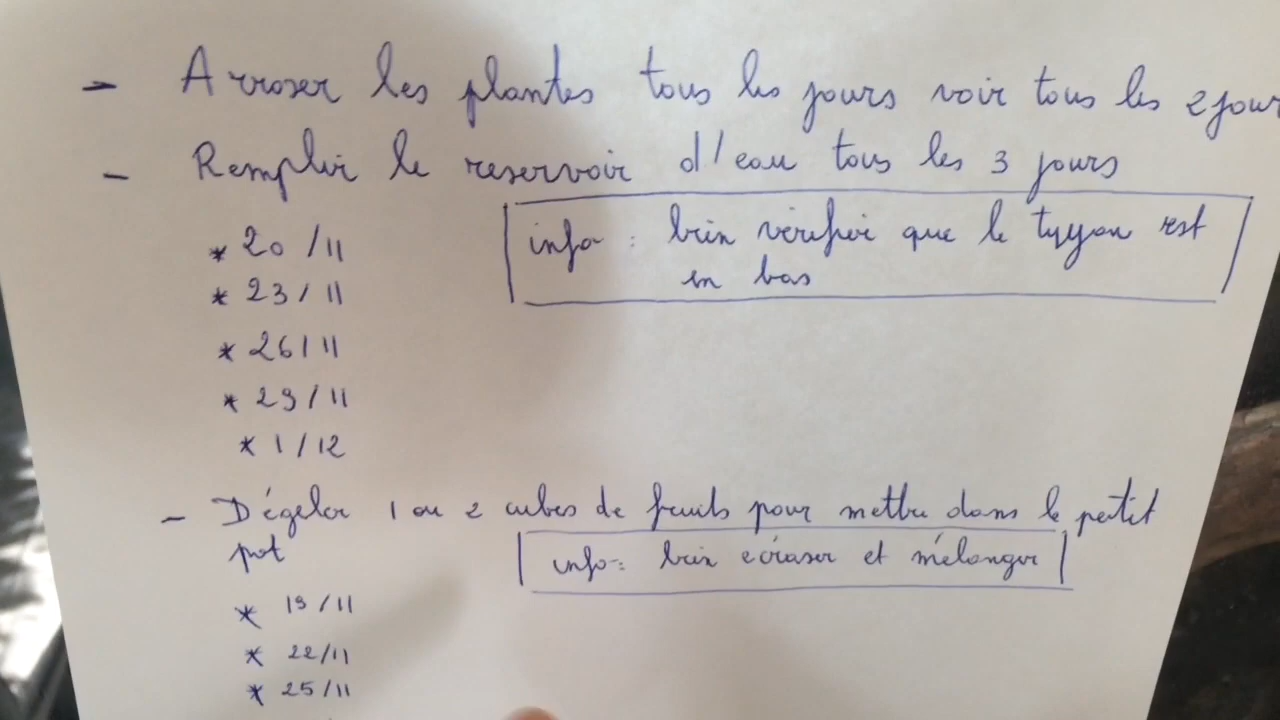 - Arroser les plantes tous les jours voir tous les 2 jour
- Remplir le reservoir d'eau tous les 3 jours
info : bien vérifier que le tuyau est
en bas
* 20/11
* 23/11
* 26/11
* 29/11
* 1/12
- Dégeler 1 ou 2 cubes de fruits pour mettre dans le petit
pot
info : bien écraser et mélanger
* 19/11
* 22/11
* 25/11